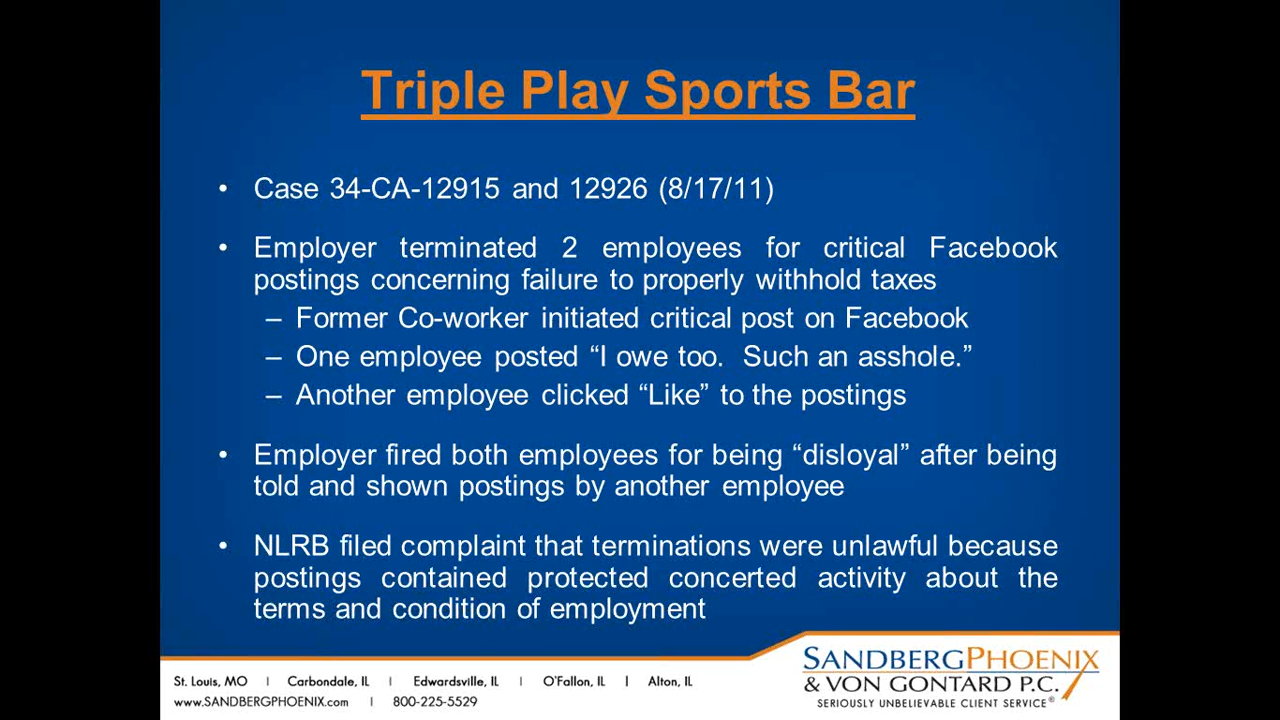 Triple Play Sports Bar
• Case 34-CA-12915 and 12926 (8/17/11)
• Employer terminated 2 employees for critical Facebook
postings concerning failure to properly withhold taxes
– Former Co-worker initiated critical post on Facebook
– One employee posted “I owe too. Such an asshole.”
– Another employee clicked “Like” to the postings
• Employer fired both employees for being “disloyal” after being
told and shown postings by another employee
• NLRB filed complaint that terminations were unlawful because
postings contained protected concerted activity about the
terms and condition of employment
St. Louis, MO | Carbondale, IL | Edwardsville, IL | O'Fallon, IL | Alton, IL
www.SANDBERGPHOENIX.com | 800-225-5529
SANDBERGPHOENIX
& VON GONTARD P.C.
SERIOUSLY UNBELIEVABLE CLIENT SERVICE®